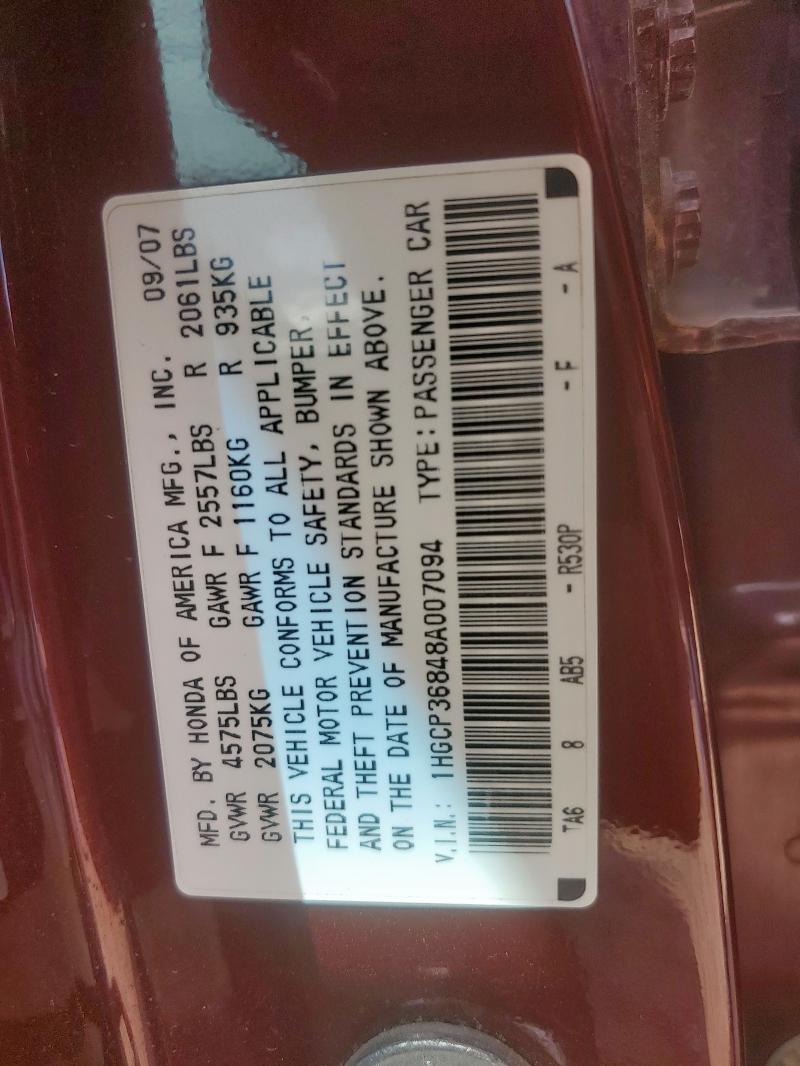 MFD. BY HONDA OF AMERICA MFG., INC. 09/07
GVWR 4575LBS GAWR F 2557LBS R 2061LBS
GVWR 2075KG GAWR F 1160KG R 935KG
THIS VEHICLE CONFORMS TO ALL APPLICABLE
FEDERAL MOTOR VEHICLE SAFETY, BUMPER,
AND THEFT PREVENTION STANDARDS IN EFFECT
ON THE DATE OF MANUFACTURE SHOWN ABOVE.
V.I.N.: 1HGCP36848A007094 TYPE:PASSENGER CAR
TA6 8 AB5 - R530P - F - A